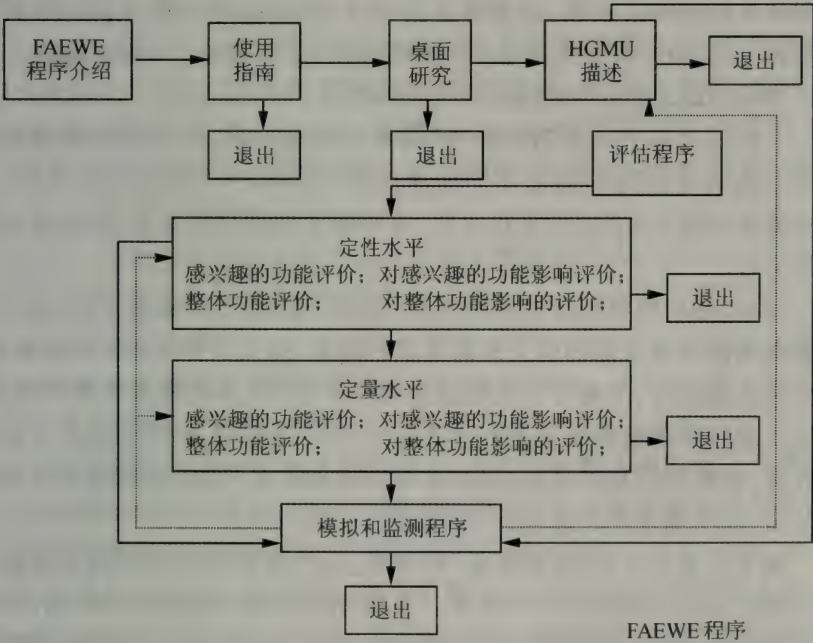 FAEWE
程序介绍
使用
指南
桌面
研究
HGMU
描述
退出
退出
退出
评估程序
定性水平
感兴趣的功能评价；对感兴趣的功能影响评价；
整体功能评价； 对整体功能影响的评价；
退出
定量水平
感兴趣的功能评价；对感兴趣的功能影响评价；
整体功能评价； 对整体功能影响的评价；
退出
模拟和监测程序
退出
FAEWE程序